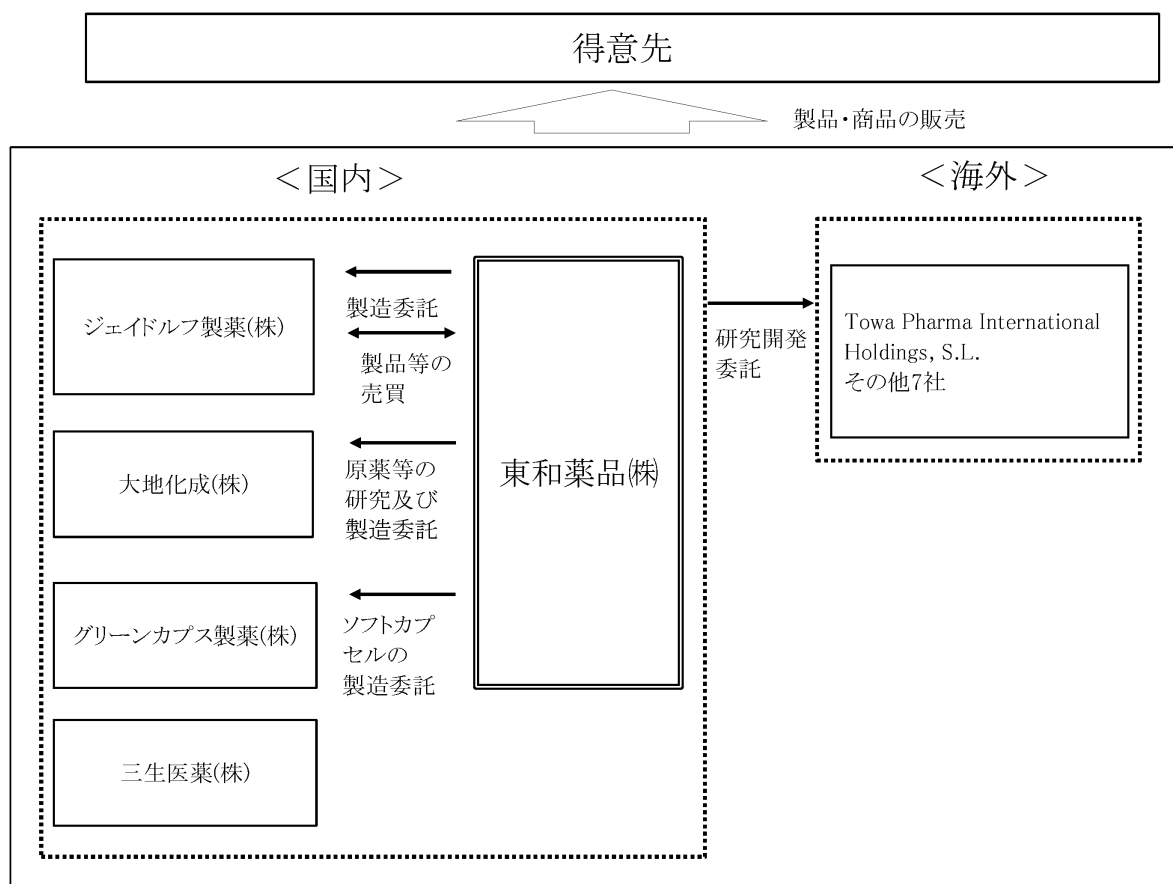 得意先
製品・商品の販売
＜国内＞
＜海外＞
ジェイドルフ製薬(株)
製造委託
製品等の
売買
大地化成(株)
原薬等の
研究及び
製造委託
グリーンカプス製薬(株)
ソフトカプ
セルの
製造委託
三生医薬(株)
東和薬品㈱
研究開発
委託
Towa Pharma International
Holdings, S.L.
その他7社